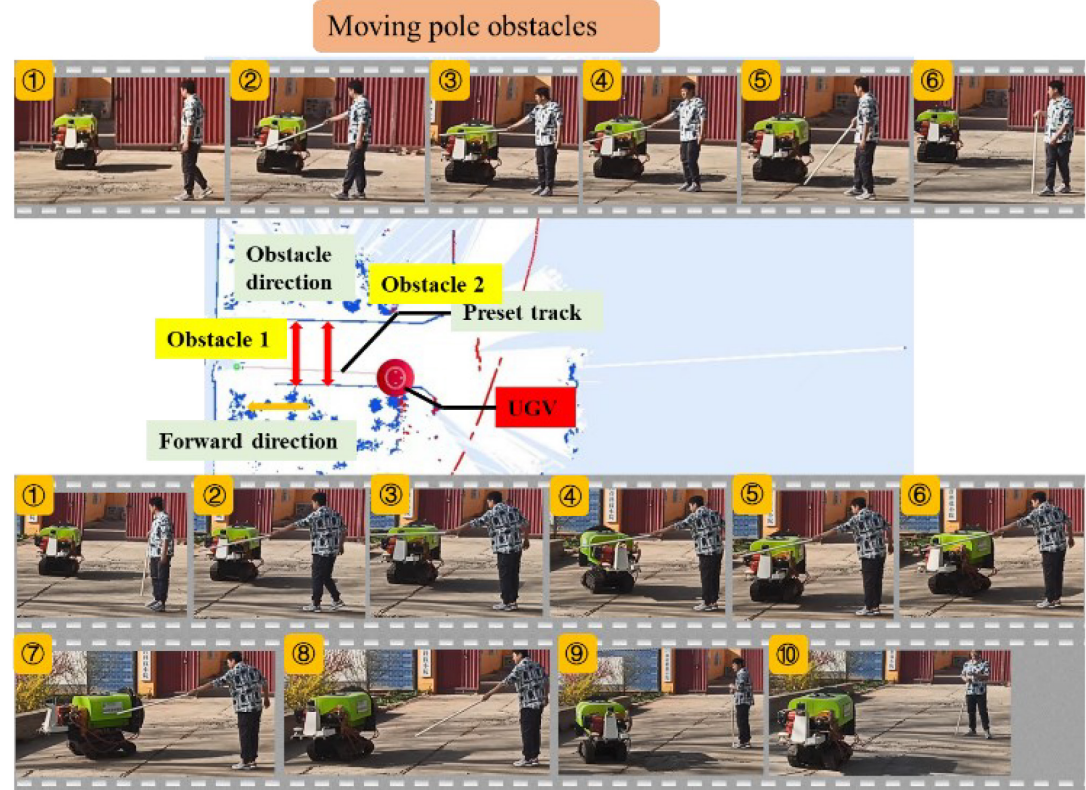 Moving pole obstacles
① ② ③ ④ ⑤ ⑥
Obstacle
direction
Obstacle 2
Preset track
Obstacle 1
UGV
Forward direction
① ② ③ ④ ⑤ ⑥
⑦ ⑧ ⑨ ⑩